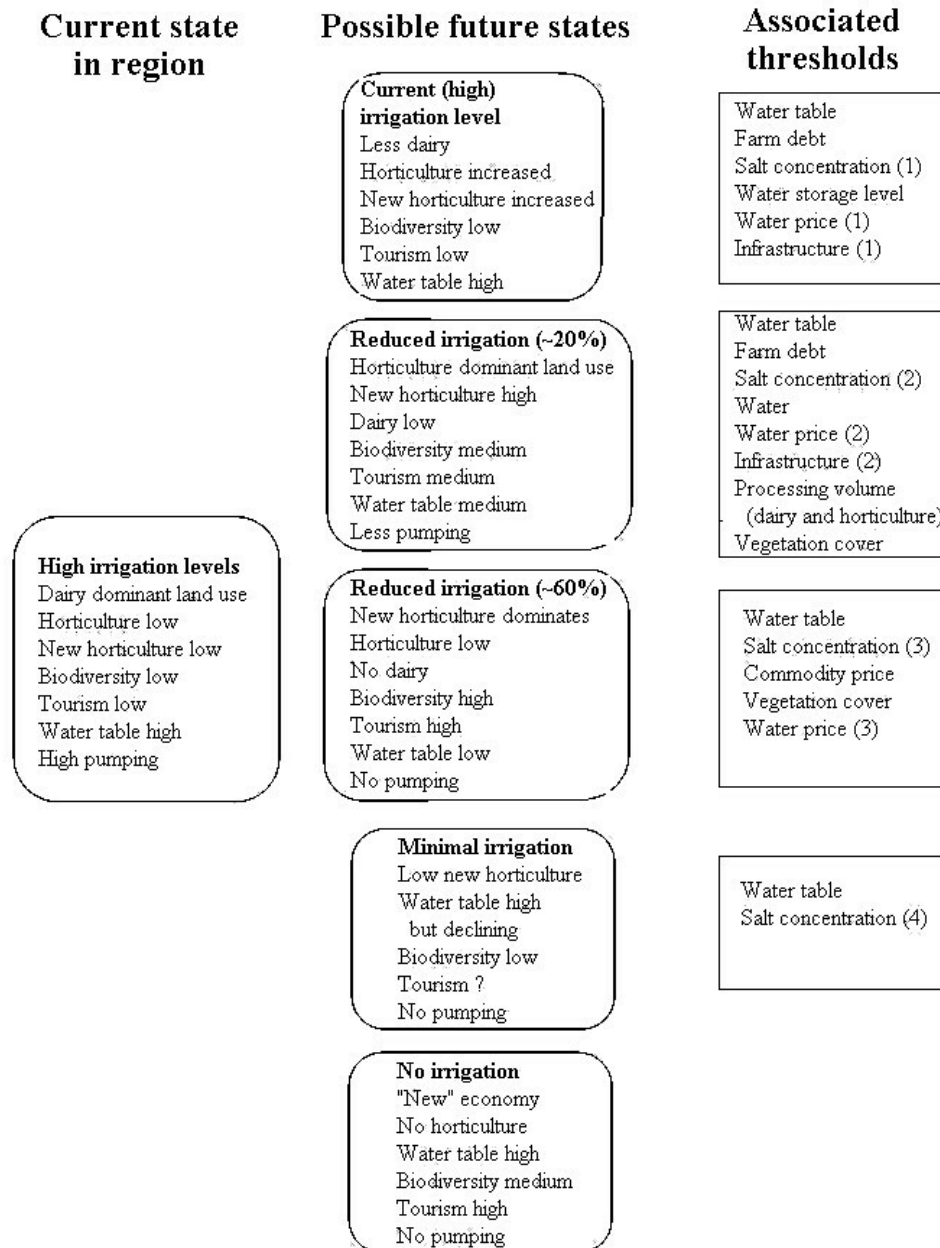 Current state
in region
Possible future states
Associated
thresholds
High irrigation levels
Dairy dominant land use
Horticulture low
New horticulture low
Biodiversity low
Tourism low
Water table high
High pumping
Current (high)
irrigation level
Less dairy
Horticulture increased
New horticulture increased
Biodiversity low
Tourism low
Water table high
Water table
Farm debt
Salt concentration (1)
Water storage level
Water price (1)
Infrastructure (1)
Reduced irrigation (~20%)
Horticulture dominant land use
New horticulture high
Dairy low
Biodiversity medium
Tourism medium
Water table medium
Less pumping
Water table
Farm debt
Salt concentration (2)
Water
Water price (2)
Infrastructure (2)
Processing volume
(dairy and horticulture)
Vegetation cover
Reduced irrigation (~60%)
New horticulture dominates
Horticulture low
No dairy
Biodiversity high
Tourism high
Water table low
No pumping
Water table
Salt concentration (3)
Commodity price
Vegetation cover
Water price (3)
Minimal irrigation
Low new horticulture
Water table high
but declining
Biodiversity low
Tourism ?
No pumping
Water table
Salt concentration (4)
No irrigation
"New" economy
No horticulture
Water table high
Biodiversity medium
Tourism high
No pumping